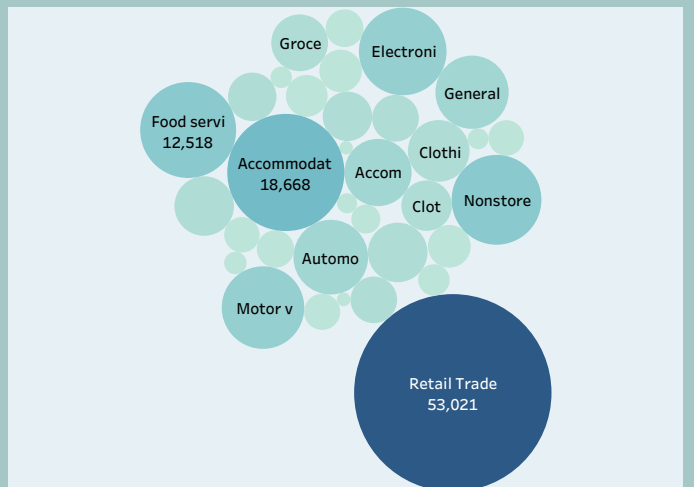 Groce
Electroni
General
Food servi
12,518
Accommodat
18,668
Accom
Clothi
Clot
Nonstore
Automo
Motor v
Retail Trade
53,021